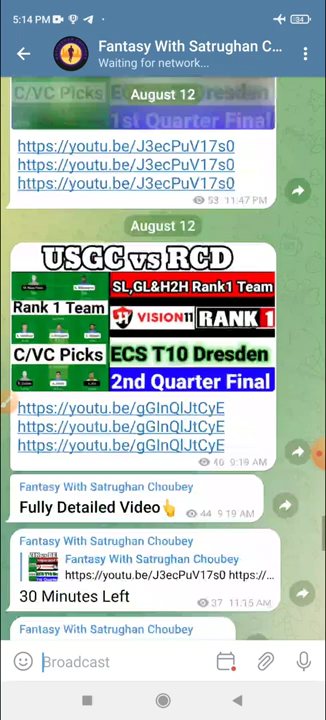 5:14 PM
34
Fantasy With Satrughan C...
Waiting for network...
August 12
C/VC Picks
ECS T10 Dresden
1st Quarter Final
https://youtu.be/J3ecPuV17s0
https://youtu.be/J3ecPuV17s0
https://youtu.be/J3ecPuV17s0
53 11:47 PM
August 12
USGC vs RCD
SL,GL&H2H Rank1 Team
Rank 1 Team
VISION11
RANK 1
C/VC Picks
ECS T10 Dresden
2nd Quarter Final
https://youtu.be/gGInQlJtCyE
https://youtu.be/gGInQlJtCyE
https://youtu.be/gGInQlJtCyE
40 9:19 AM
Fantasy With Satrughan Choubey
Fully Detailed Video👆
44 9:19 AM
Fantasy With Satrughan Choubey
Fantasy With Satrughan Choubey
https://youtu.be/J3ecPuV17s0 https:/...
30 Minutes Left
37 11:15 AM
Fantasy With Satrughan Choubey
Broadcast